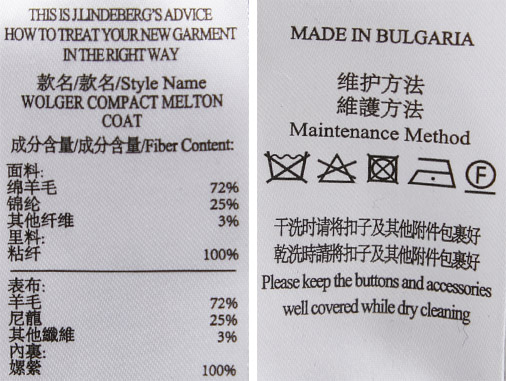 THIS IS J.LINDEBERG'S ADVICE
HOW TO TREAT YOUR NEW GARMENT
IN THE RIGHT WAY
款名/款名/Style Name
WOLGER COMPACT MELTON
COAT
成分含量/成分含量/Fiber Content:
面料:
绵羊毛 72%
锦纶 25%
其他纤维 3%
里料:
粘纤 100%
表布:
羊毛 72%
尼龍 25%
其他纖維 3%
內裏:
嫘縈 100%
MADE IN BULGARIA
维护方法
維護方法
Maintenance Method
F
干洗时请将扣子及其他附件包裹好
乾洗時請將扣子及其他附件包裹好
Please keep the buttons and accessories
well covered while dry cleaning